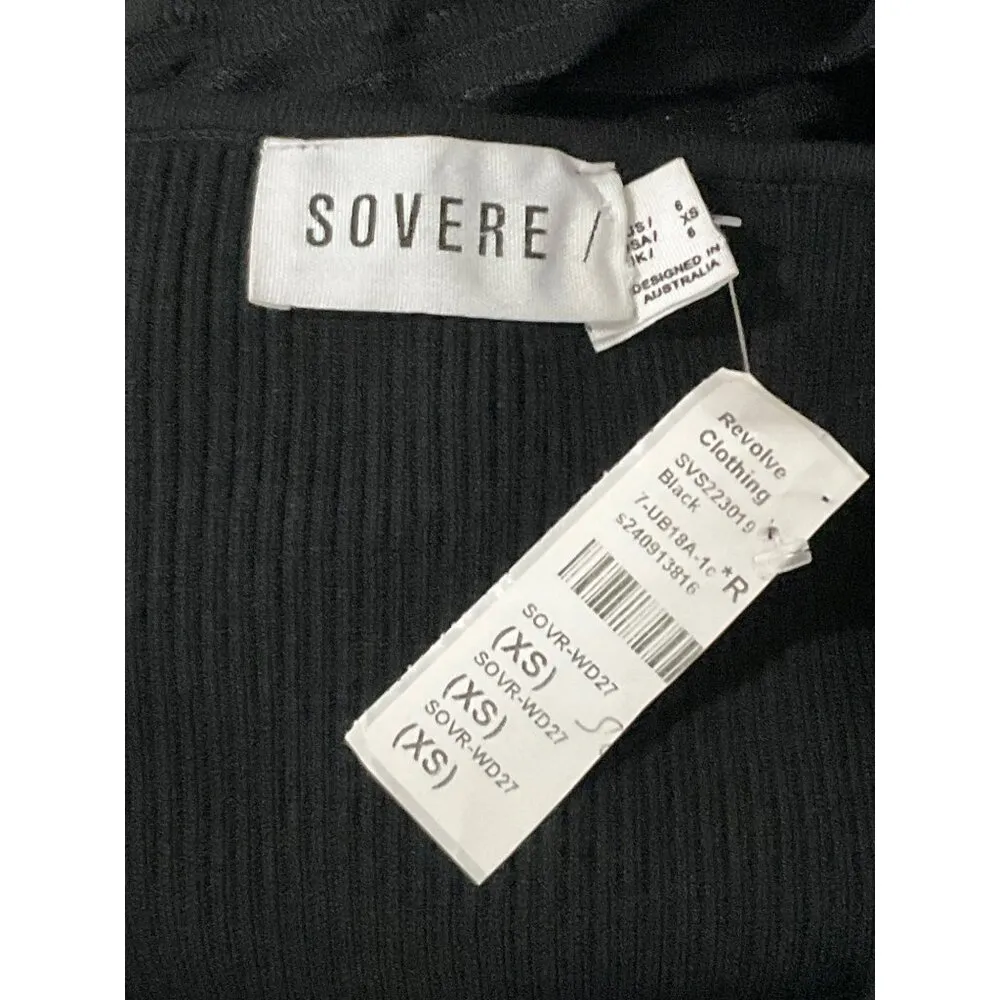 SOVERE /
6
XS
6
DESIGNED IN
AUSTRALIA
Revolve
Clothing
SVS223019
Black
7-UB18A-1c
s240913816
*R
SOVR-WD27
(XS)
SOVR-WD27
(XS)
SOVR-WD27
(XS)